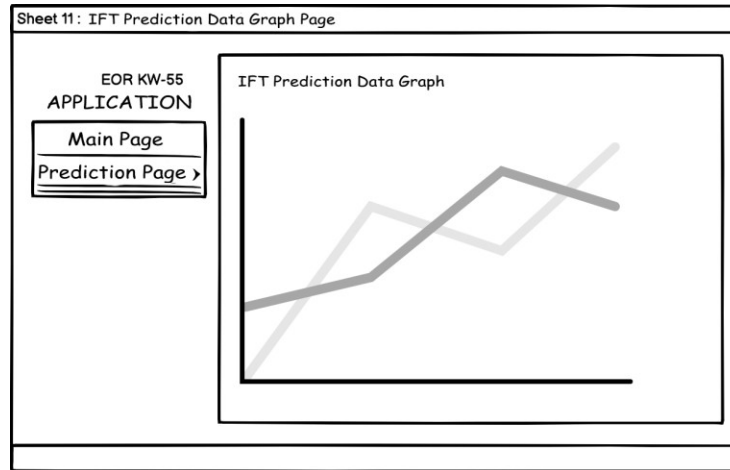 Sheet 11 : IFT Prediction Data Graph Page
EOR KW-55
APPLICATION
Main Page
Prediction Page ›
IFT Prediction Data Graph